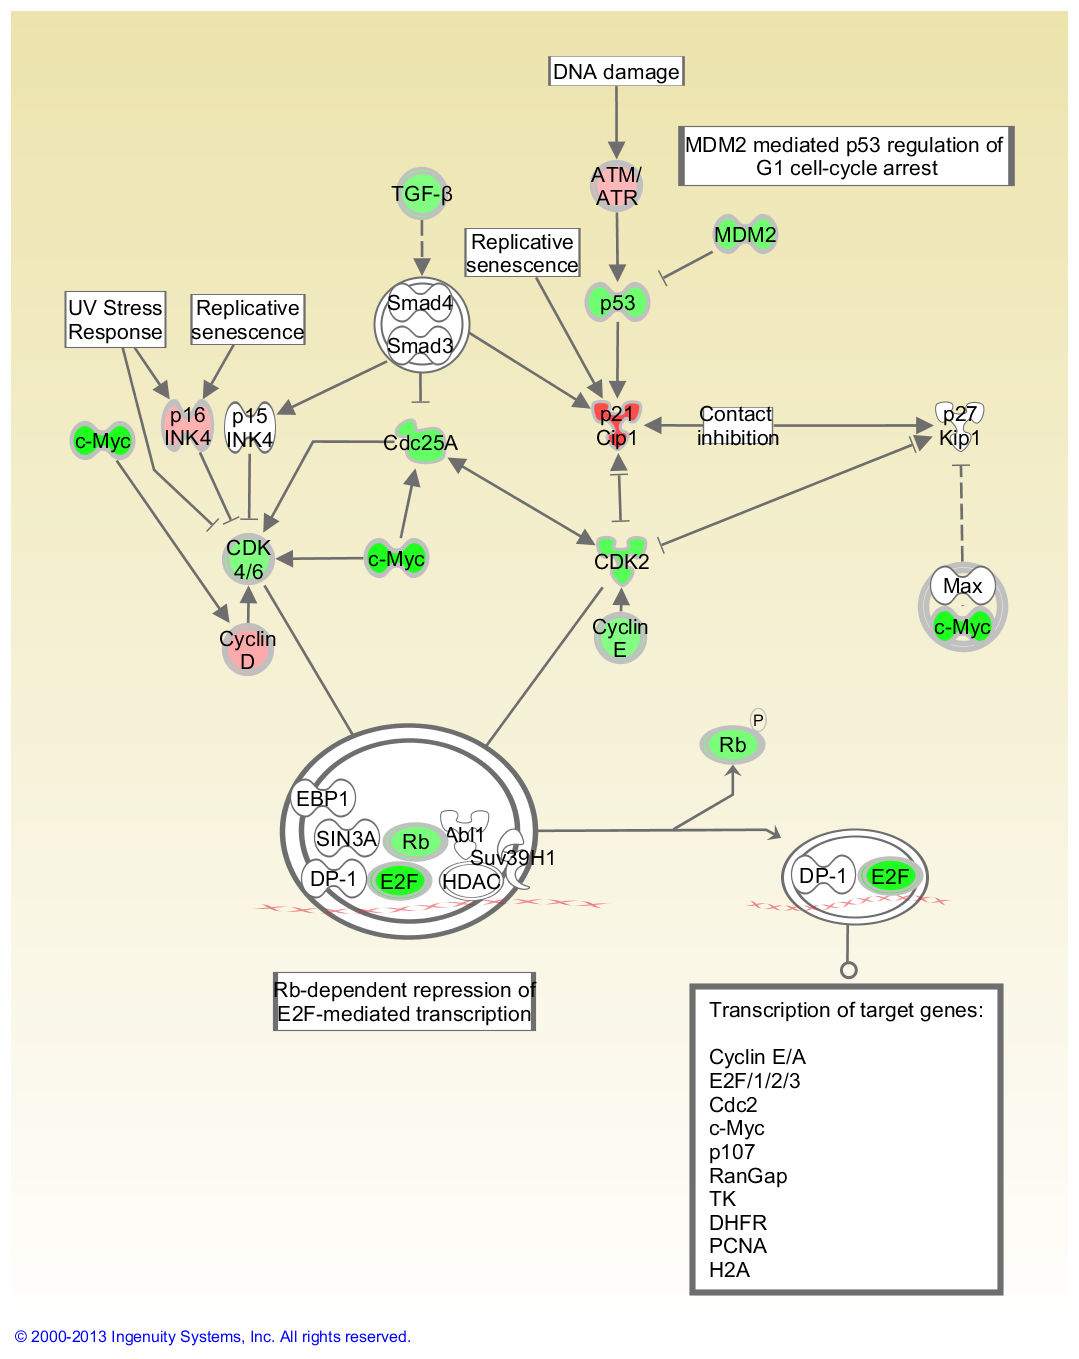 DNA damage
MDM2 mediated p53 regulation of
G1 cell-cycle arrest
ATM/
ATR
TGF-β
MDM2
Replicative
senescence
p53
Smad4
Smad3
UV Stress
Response
Replicative
senescence
p16
INK4
p15
INK4
c-Myc
Cdc25A
p21
Cip1
Contact
inhibition
p27
Kip1
CDK
4/6
c-Myc
CDK2
Max
c-Myc
Cyclin
D
Cyclin
E
P
Rb
EBP1
SIN3A
Rb
Abl1
Suv39H1
DP-1
E2F
HDAC
DP-1
E2F
Rb-dependent repression of
E2F-mediated transcription
Transcription of target genes:
Cyclin E/A
E2F/1/2/3
Cdc2
c-Myc
p107
RanGap
TK
DHFR
PCNA
H2A
© 2000-2013 Ingenuity Systems, Inc. All rights reserved.